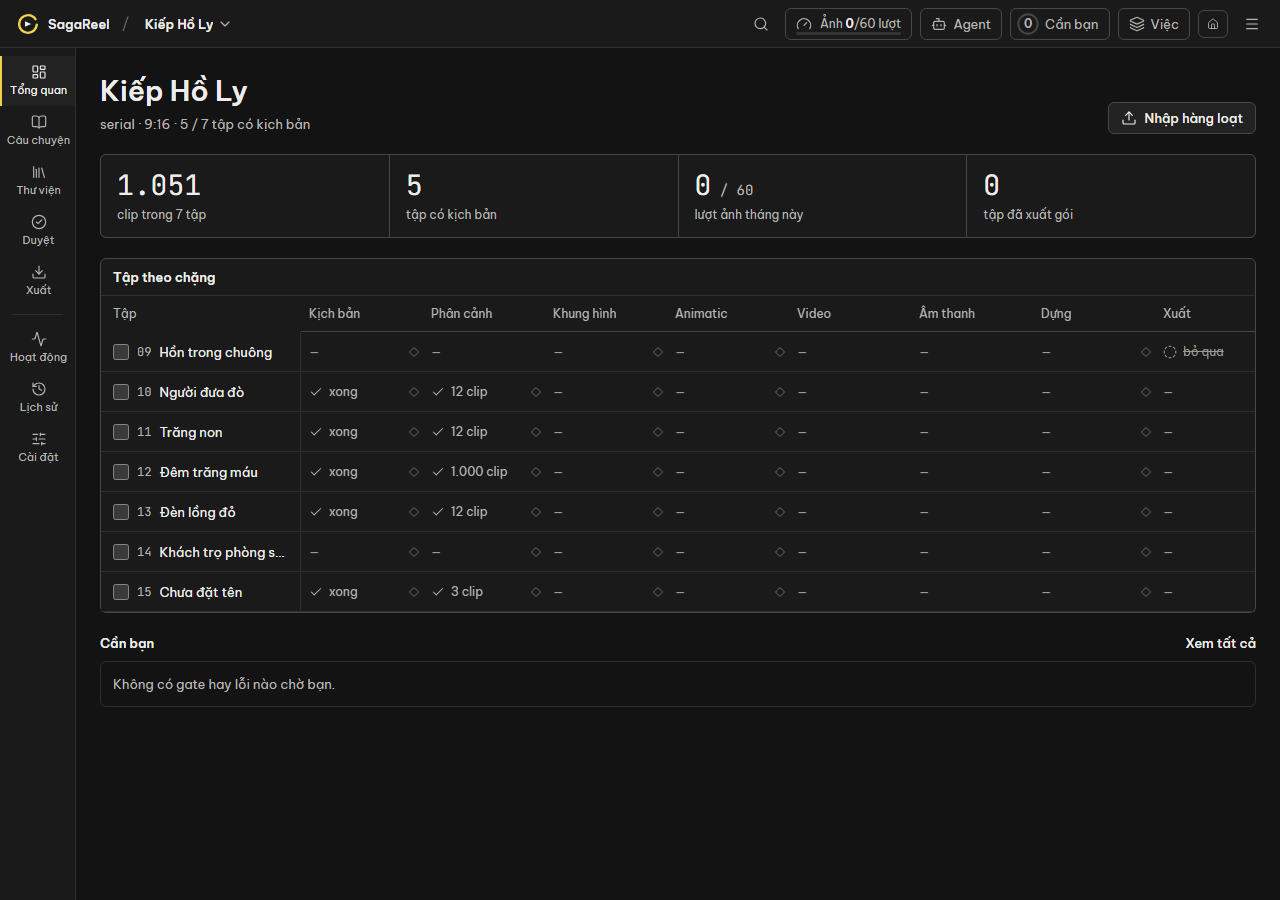 SagaReel / Kiếp Hồ Ly
Ảnh 0/60 lượt
Agent
0 Cần bạn
Việc
Tổng quan
Câu chuyện
Thư viện
Duyệt
Xuất
Hoạt động
Lịch sử
Cài đặt
Kiếp Hồ Ly
serial · 9:16 · 5 / 7 tập có kịch bản
Nhập hàng loạt
1.051
clip trong 7 tập
5
tập có kịch bản
0 / 60
lượt ảnh tháng này
0
tập đã xuất gói
Tập theo chặng
Tập Kịch bản Phân cảnh Khung hình Animatic Video Âm thanh Dựng Xuất
09 Hồn trong chuông – – – – – – – bỏ qua
10 Người đưa đò xong 12 clip – – – – – –
11 Trăng non xong 12 clip – – – – – –
12 Đêm trăng máu xong 1.000 clip – – – – – –
13 Đèn lồng đỏ xong 12 clip – – – – – –
14 Khách trọ phòng s... – – – – – – – –
15 Chưa đặt tên xong 3 clip – – – – – –
Cần bạn
Xem tất cả
Không có gate hay lỗi nào chờ bạn.